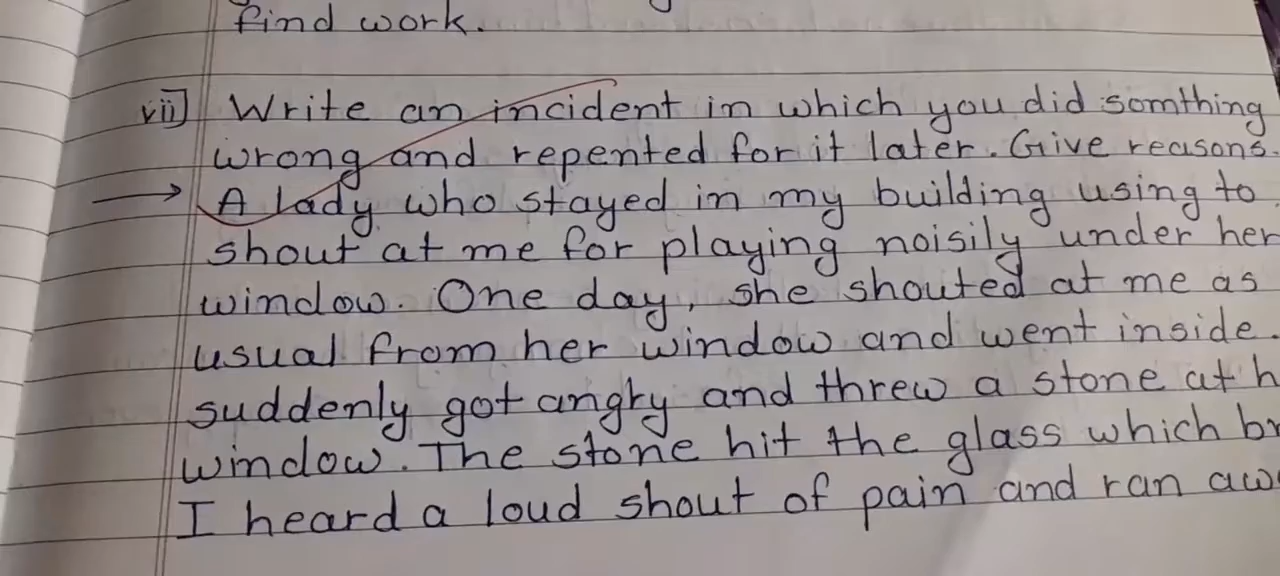 find work.
vii] Write an incident in which you did somthing
wrong and repented for it later. Give reasons.
→ A lady who stayed in my building using to
shout at me for playing noisily under her
window. One day, she shouted at me as
usual from her window and went inside.
suddenly got angry and threw a stone at h
window. The stone hit the glass which br
I heard a loud shout of pain and ran aw